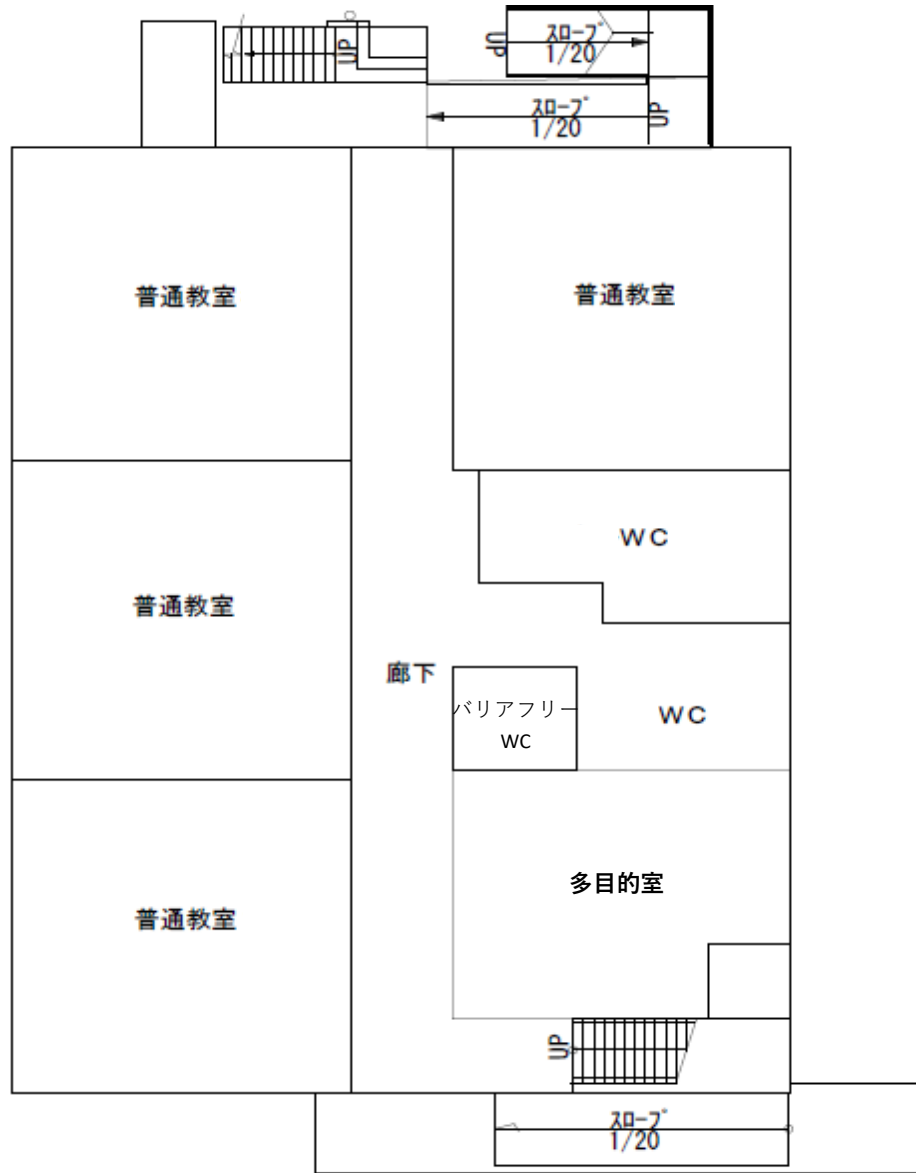 UP
UP
スロープ
1/20
スロープ
1/20
UP
普通教室
普通教室
WC
普通教室
廊下
バリアフリー
WC
WC
多目的室
普通教室
UP
スロープ
1/20